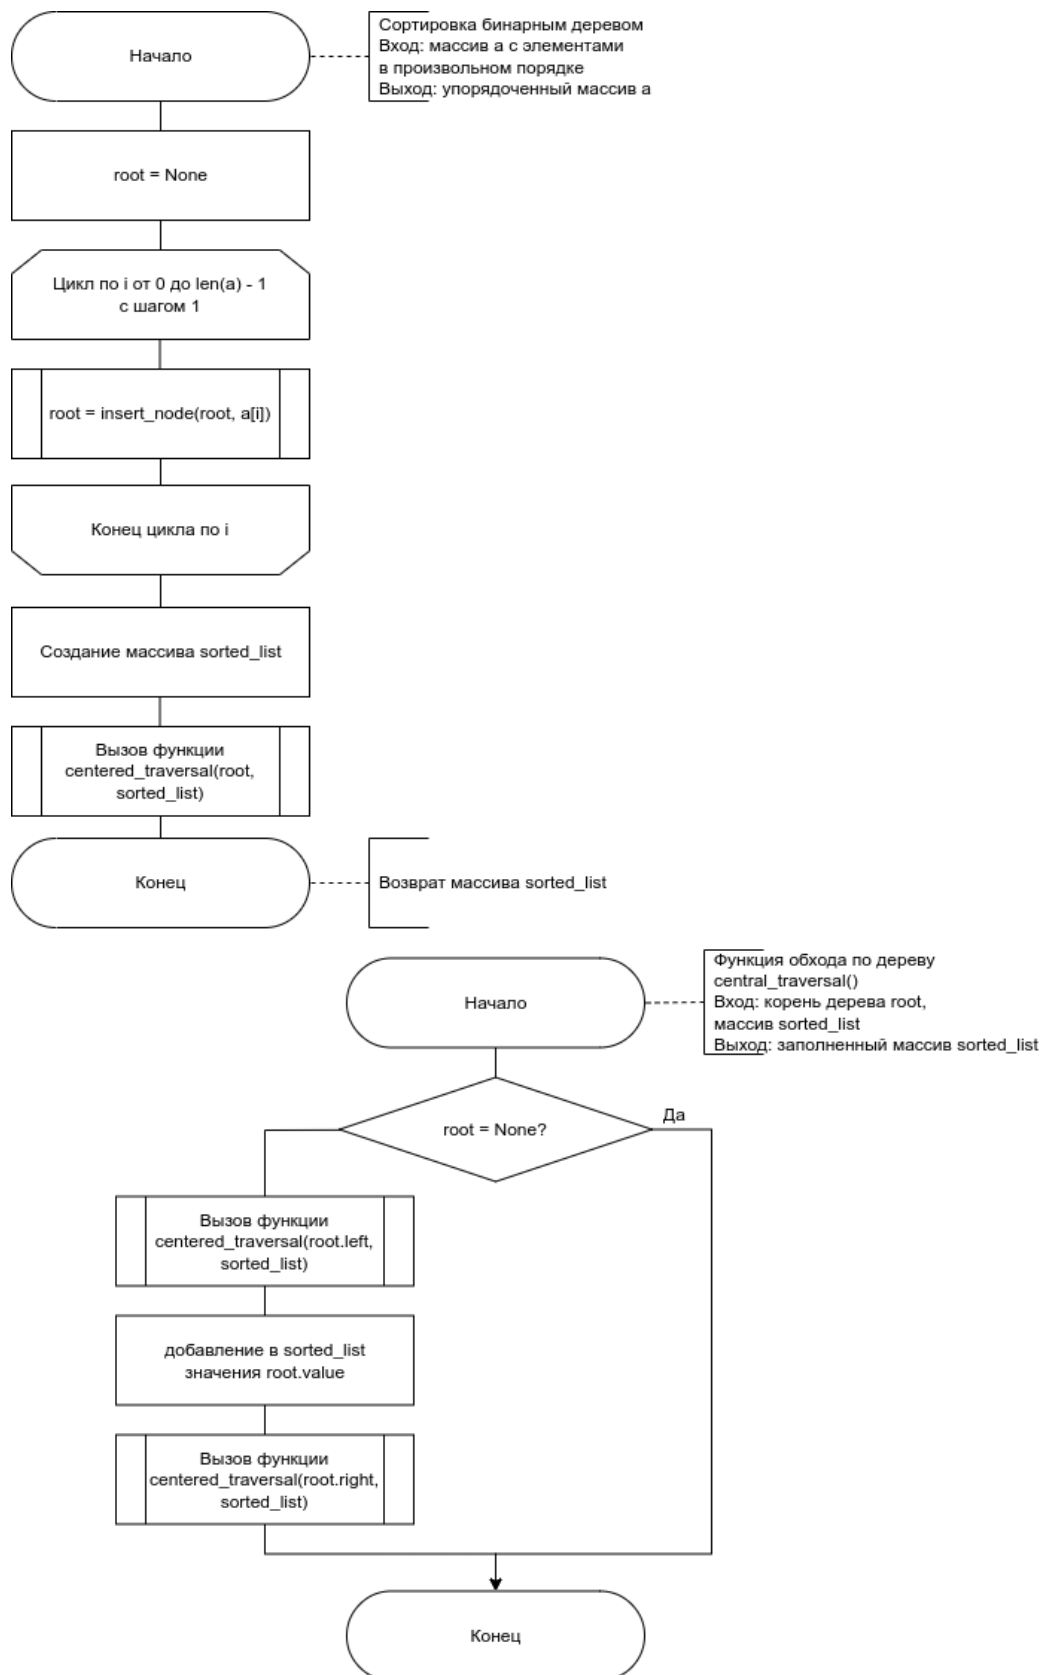 Начало
Сортировка бинарным деревом
Вход: массив a с элементами
в произвольном порядке
Выход: упорядоченный массив a
root = None
Цикл по i от 0 до len(a) - 1
с шагом 1
root = insert_node(root, a[i])
Конец цикла по i
Создание массива sorted_list
Вызов функции
centered_traversal(root,
sorted_list)
Конец
Возврат массива sorted_list
Начало
Функция обхода по дереву
central_traversal()
Вход: корень дерева root,
массив sorted_list
Выход: заполненный массив sorted_list
root = None?
Да
Вызов функции
centered_traversal(root.left,
sorted_list)
добавление в sorted_list
значения root.value
Вызов функции
centered_traversal(root.right,
sorted_list)
Конец